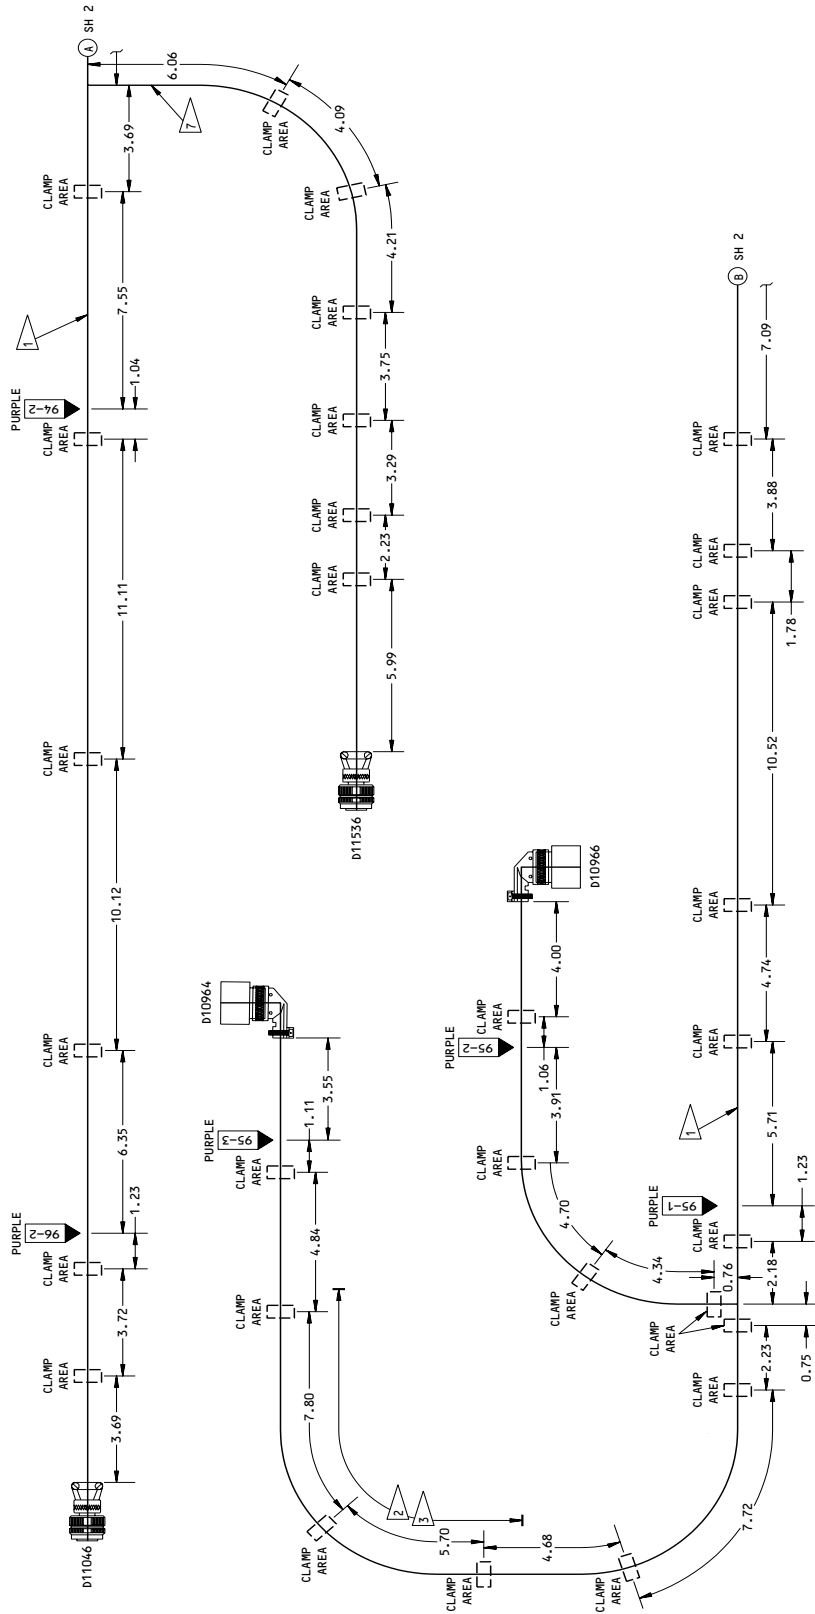 D11046
3.69
CLAMP
AREA
3.72
CLAMP
AREA
1.23
PURPLE
96-2
6.35
CLAMP
AREA
10.12
CLAMP
AREA
11.11
CLAMP
AREA
PURPLE
94-2
1.04
7.55
1
CLAMP
AREA
3.69
A SH 2
6.06
7
CLAMP
AREA
4.09
CLAMP
AREA
4.21
CLAMP
AREA
3.75
CLAMP
AREA
3.29
CLAMP
AREA
2.23
CLAMP
AREA
5.99
D11536
D10964
3.55
PURPLE
95-3
1.11
CLAMP
AREA
4.84
CLAMP
AREA
7.80
CLAMP
AREA
2
3
5.70
CLAMP
AREA
4.68
CLAMP
AREA
7.72
D10966
4.00
CLAMP
AREA
PURPLE
95-2
1.06
3.91
CLAMP
AREA
4.70
CLAMP
AREA
4.34
0.76
CLAMP
AREA
CLAMP
AREA
2.23
0.75
2.18
CLAMP
AREA
PURPLE
95-1
1.23
5.71
1
CLAMP
AREA
4.74
CLAMP
AREA
10.52
CLAMP
AREA
1.78
CLAMP
AREA
3.88
CLAMP
AREA
7.09
B SH 2